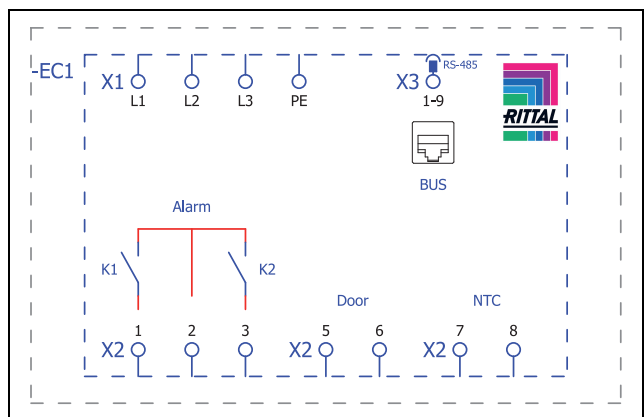 -EC1
X1 L1 L2 L3 PE
X3 1-9
RS-485
RITTAL
BUS
Alarm
K1 K2
Door
NTC
X2 1 2 3
X2 5 6
X2 7 8